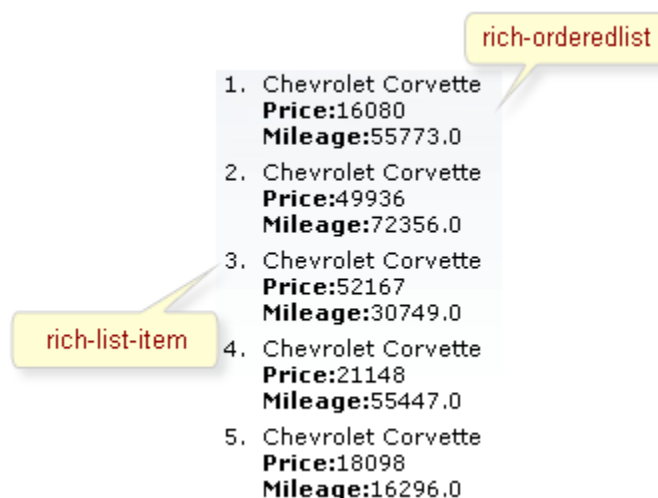 rich-orderedlist
1. Chevrolet Corvette
Price:16080
Mileage:55773.0
2. Chevrolet Corvette
Price:49936
Mileage:72356.0
3. Chevrolet Corvette
Price:52167
Mileage:30749.0
rich-list-item
4. Chevrolet Corvette
Price:21148
Mileage:55447.0
5. Chevrolet Corvette
Price:18098
Mileage:16296.0